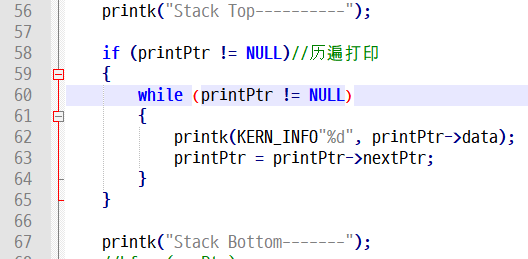 56 printk("Stack Top----------");
57
58 if (printPtr != NULL)//历遍打印
59 {
60 while (printPtr != NULL)
61 {
62 printk(KERN_INFO"%d", printPtr->data);
63 printPtr = printPtr->nextPtr;
64 }
65 }
66
67 printk("Stack Bottom-------");